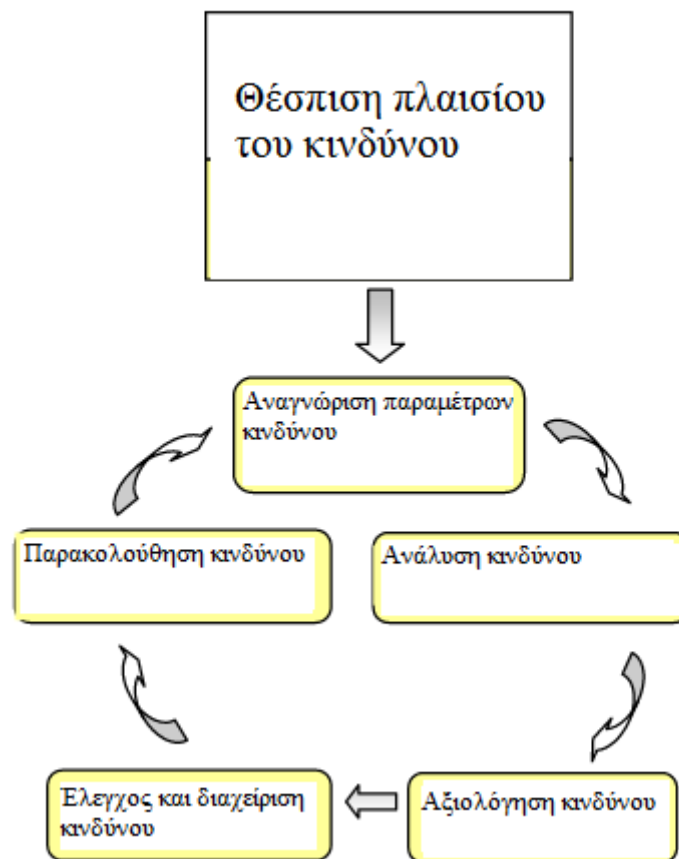 Θέσπιση πλαισίου
του κινδύνου
Αναγνώριση παραμέτρων
κινδύνου
Παρακολούθηση κινδύνου
Ανάλυση κινδύνου
Έλεγχος και διαχείριση
κινδύνου
Αξιολόγηση κινδύνου